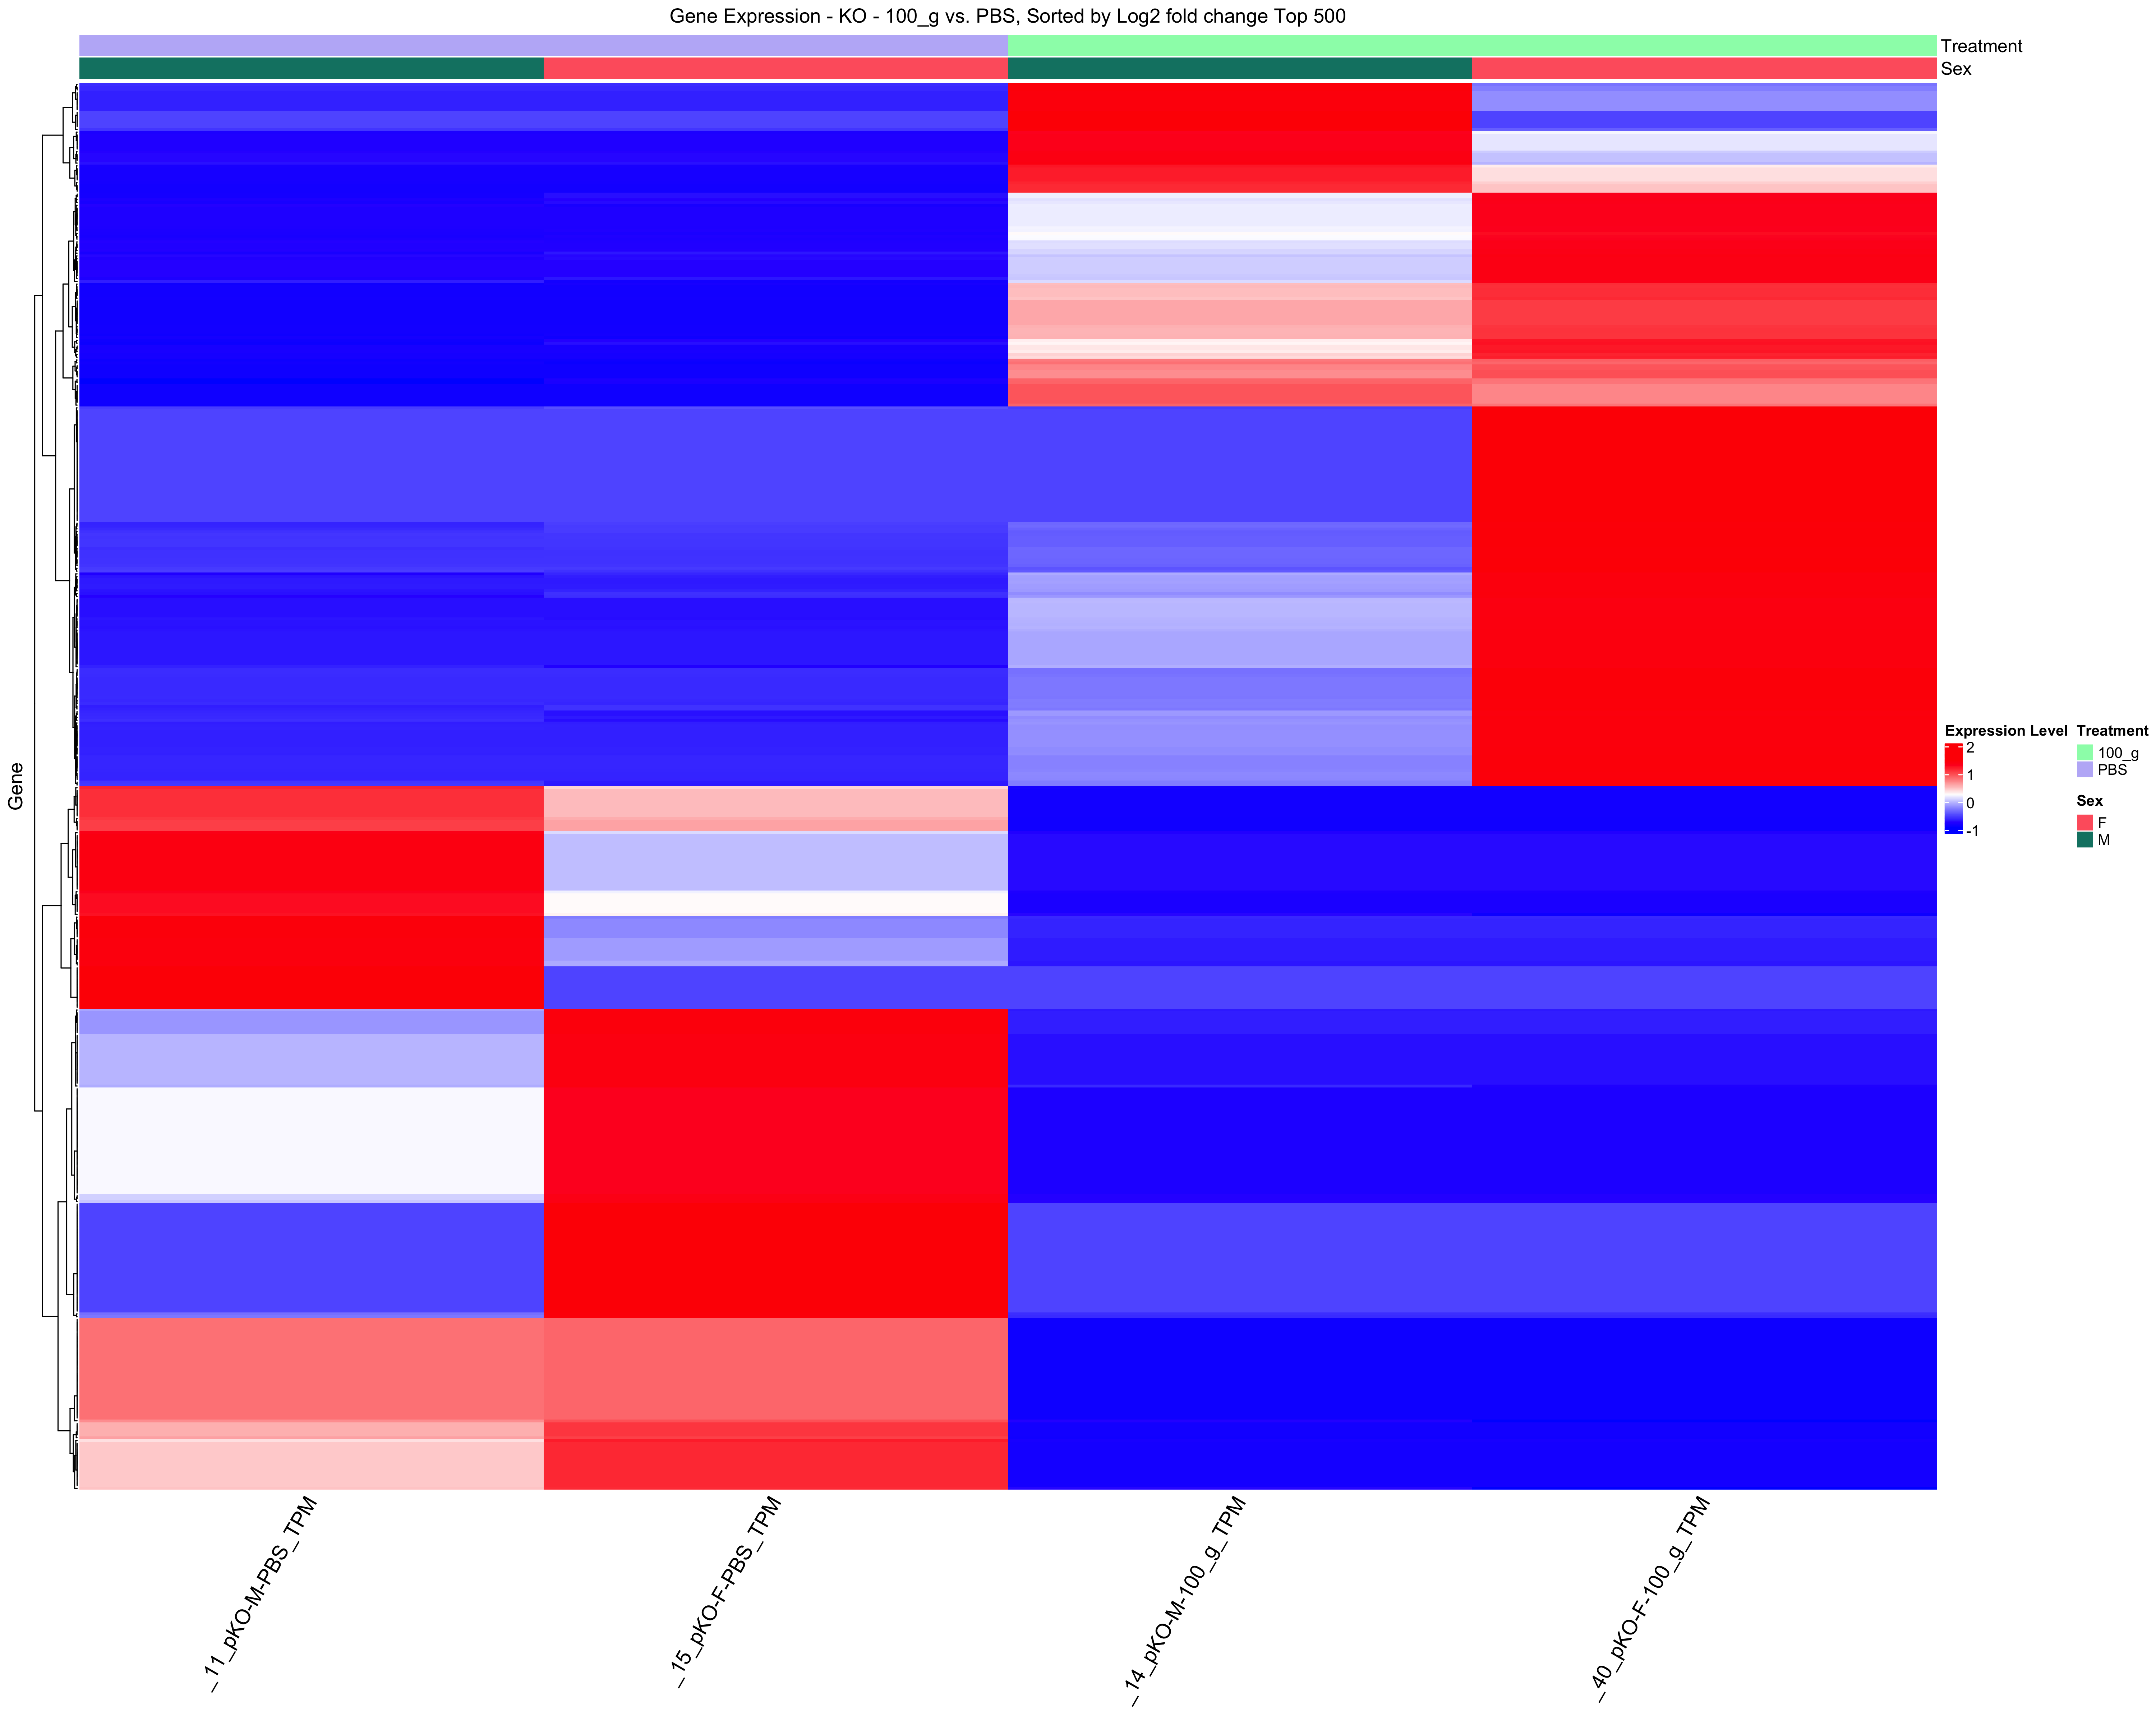 Gene Expression - KO - 100_g vs. PBS, Sorted by Log2 fold change Top 500
Treatment
Sex
Gene
Expression Level
2
1
0
-1
Treatment
100_g
PBS
Sex
F
M
_11_pKO-M-PBS_TPM
_15_pKO-F-PBS_TPM
_14_pKO-M-100_g_TPM
_40_pKO-F-100_g_TPM